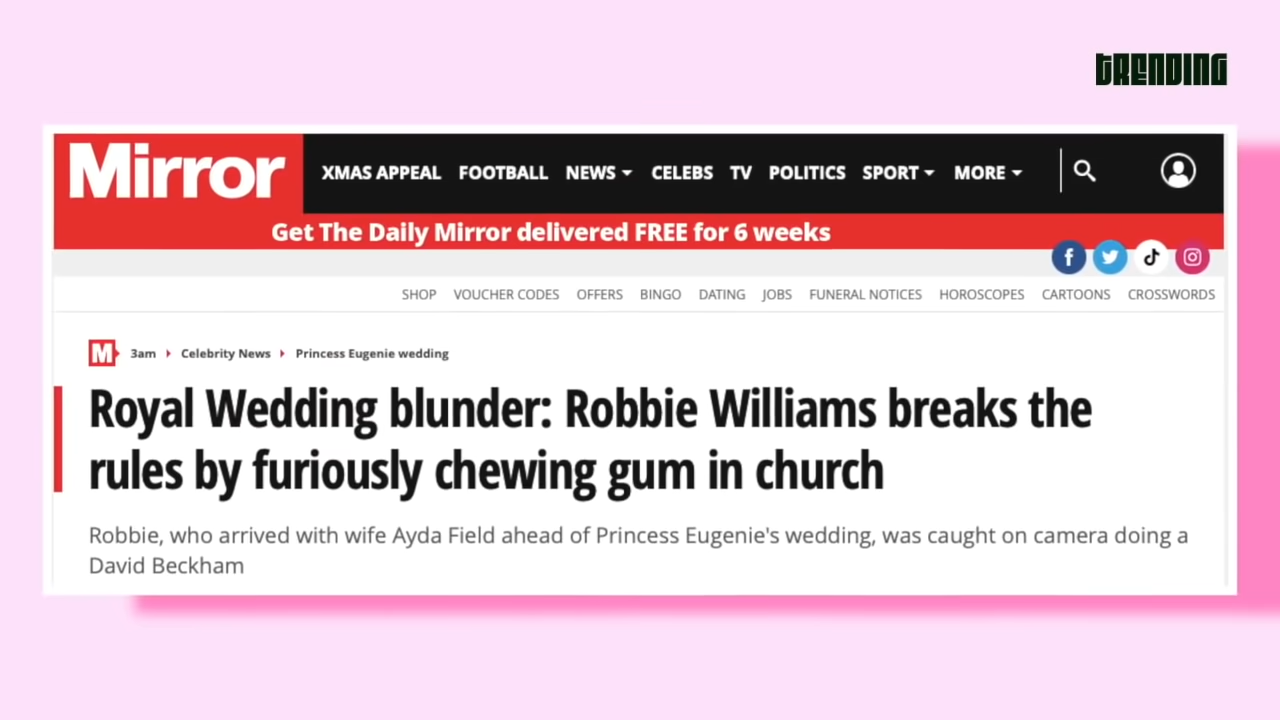 TRENDING
Mirror
XMAS APPEAL FOOTBALL NEWS CELEBS TV POLITICS SPORT MORE
Get The Daily Mirror delivered FREE for 6 weeks
SHOP VOUCHER CODES OFFERS BINGO DATING JOBS FUNERAL NOTICES HOROSCOPES CARTOONS CROSSWORDS
M 3am Celebrity News Princess Eugenie wedding
Royal Wedding blunder: Robbie Williams breaks the
rules by furiously chewing gum in church
Robbie, who arrived with wife Ayda Field ahead of Princess Eugenie's wedding, was caught on camera doing a
David Beckham